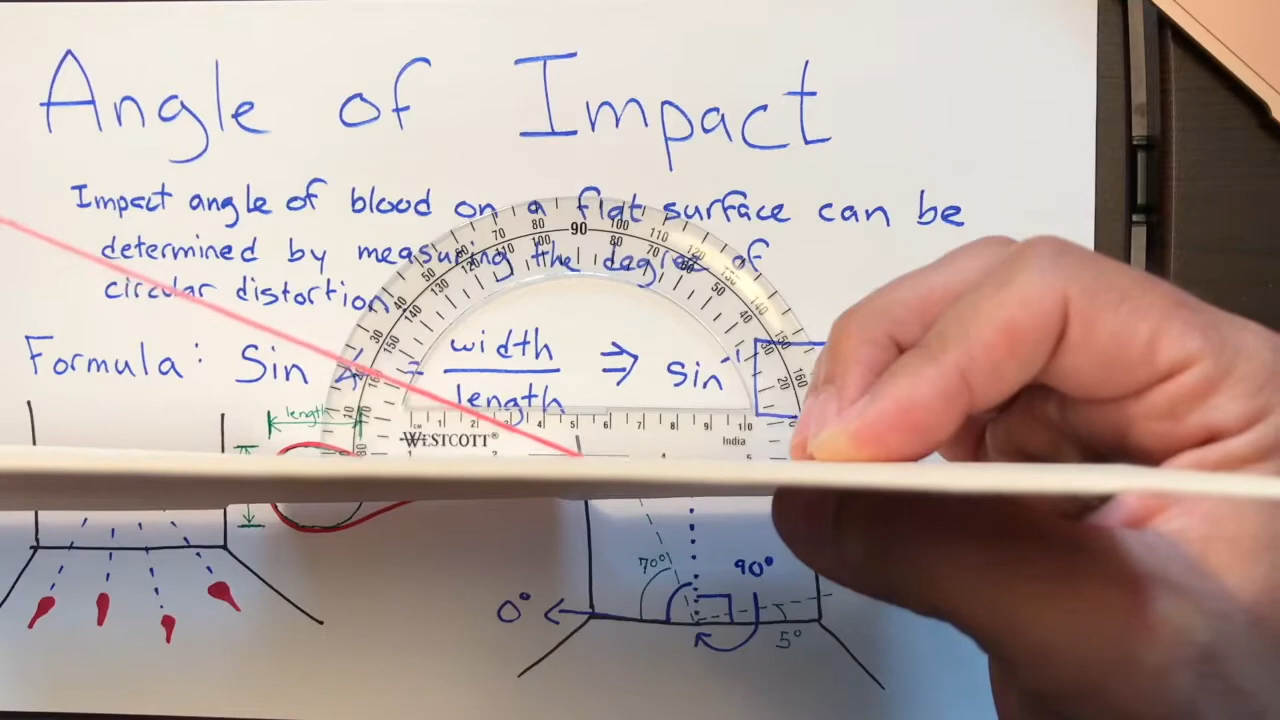 Angle of Impact
Impact angle of blood on a flat surface can be
determined by measuring the degree of
circular distortion.
Formula: Sin ∠ = width / length ⇒ sin⁻¹
length
WESTCOTT®
India
70°
90°
0°
5°